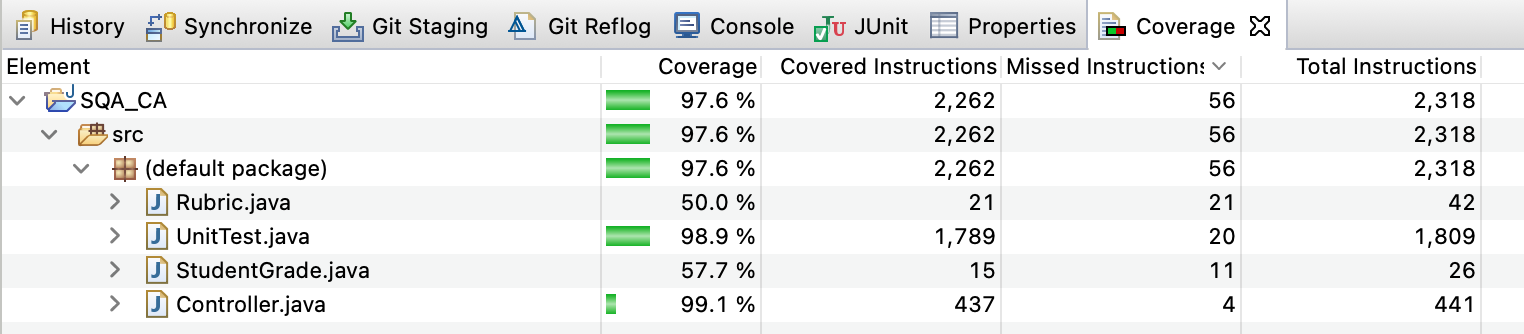 History Synchronize Git Staging Git Reflog Console JUnit Properties Coverage
Element Coverage Covered Instructions Missed Instructions Total Instructions
SQA_CA 97.6 % 2,262 56 2,318
src 97.6 % 2,262 56 2,318
(default package) 97.6 % 2,262 56 2,318
Rubric.java 50.0 % 21 21 42
UnitTest.java 98.9 % 1,789 20 1,809
StudentGrade.java 57.7 % 15 11 26
Controller.java 99.1 % 437 4 441